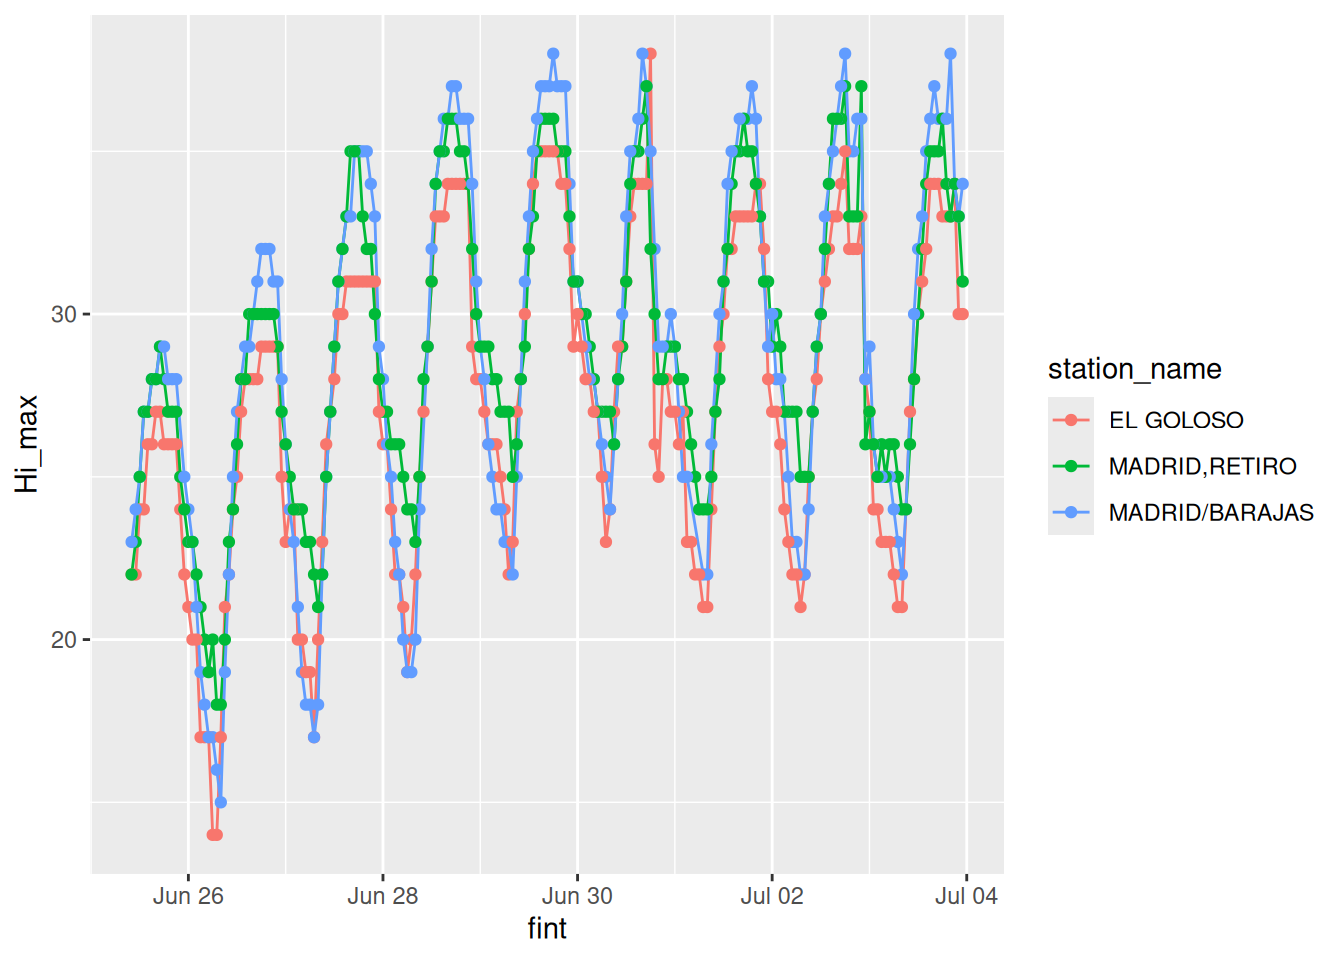 Hi_max
30
20
Jun 26
Jun 28
Jun 30
Jul 02
Jul 04
fint
station_name
EL GOLOSO
MADRID,RETIRO
MADRID/BARAJAS